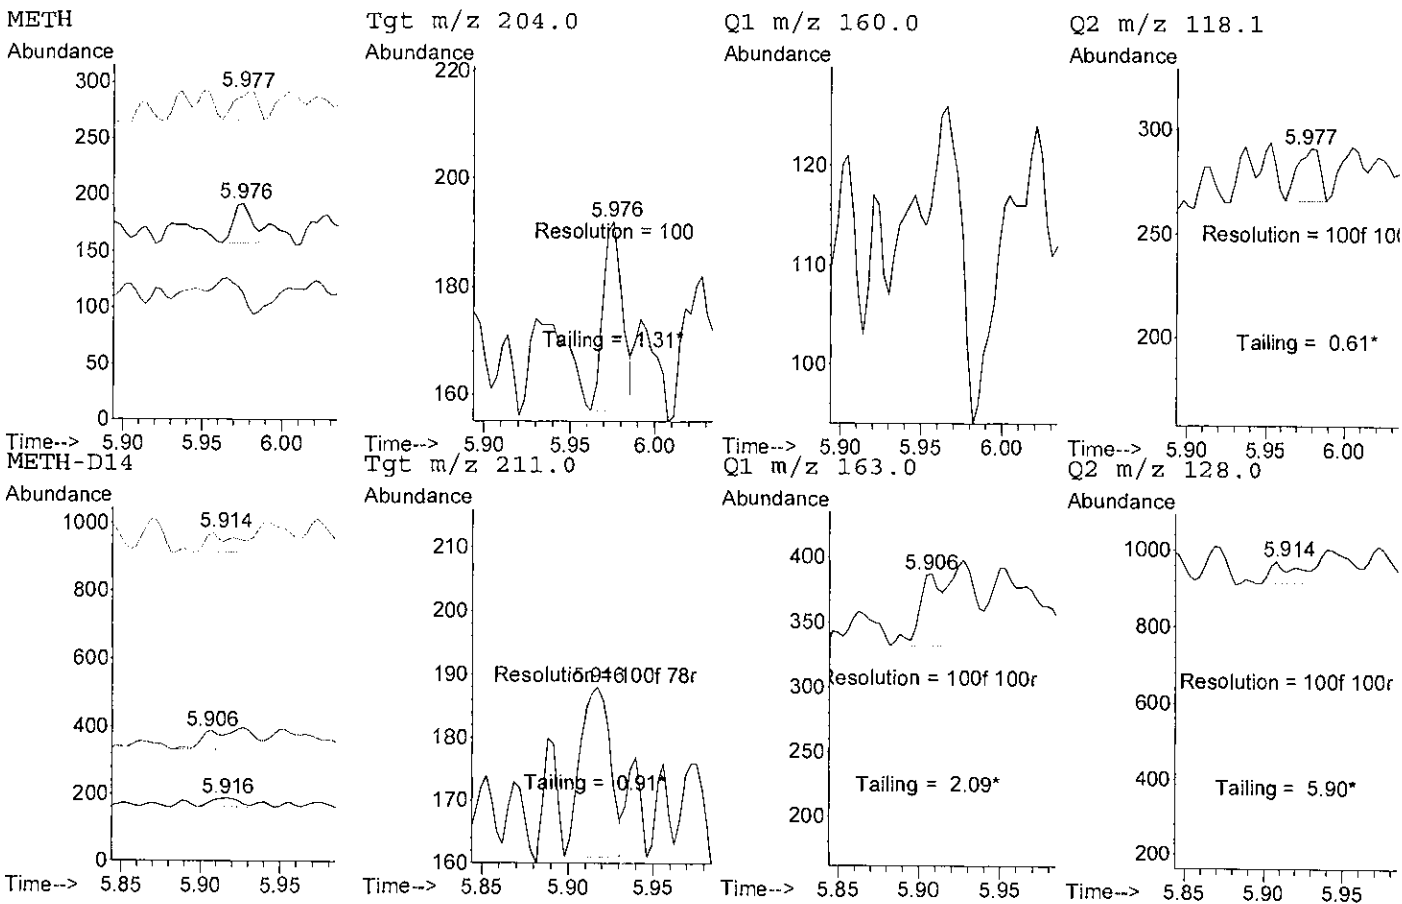 METH
Abundance
300
250
200
150
100
50
0
5.977
5.976
Time--> 5.90 5.95 6.00
Tgt m/z 204.0
Abundance
220
200
180
160
5.976
Resolution = 100
Tailing = 1.31*
Time--> 5.90 5.95 6.00
Q1 m/z 160.0
Abundance
120
110
100
Time--> 5.90 5.95 6.00
Q2 m/z 118.1
Abundance
300
250
200
5.977
Resolution = 100f 100
Tailing = 0.61*
Time--> 5.90 5.95 6.00
METH-D14
Abundance
1000
800
600
400
200
0
5.914
5.906
5.916
Time--> 5.85 5.90 5.95
Tgt m/z 211.0
Abundance
210
200
190
170
160
5.916
Resolution = 100f 78r
Tailing = 0.91*
Time--> 5.85 5.90 5.95
Q1 m/z 163.0
Abundance
400
350
300
250
200
5.906
Resolution = 100f 100r
Tailing = 2.09*
Time--> 5.85 5.90 5.95
Q2 m/z 128.0
Abundance
1000
800
600
400
200
5.914
Resolution = 100f 100r
Tailing = 5.90*
Time--> 5.85 5.90 5.95